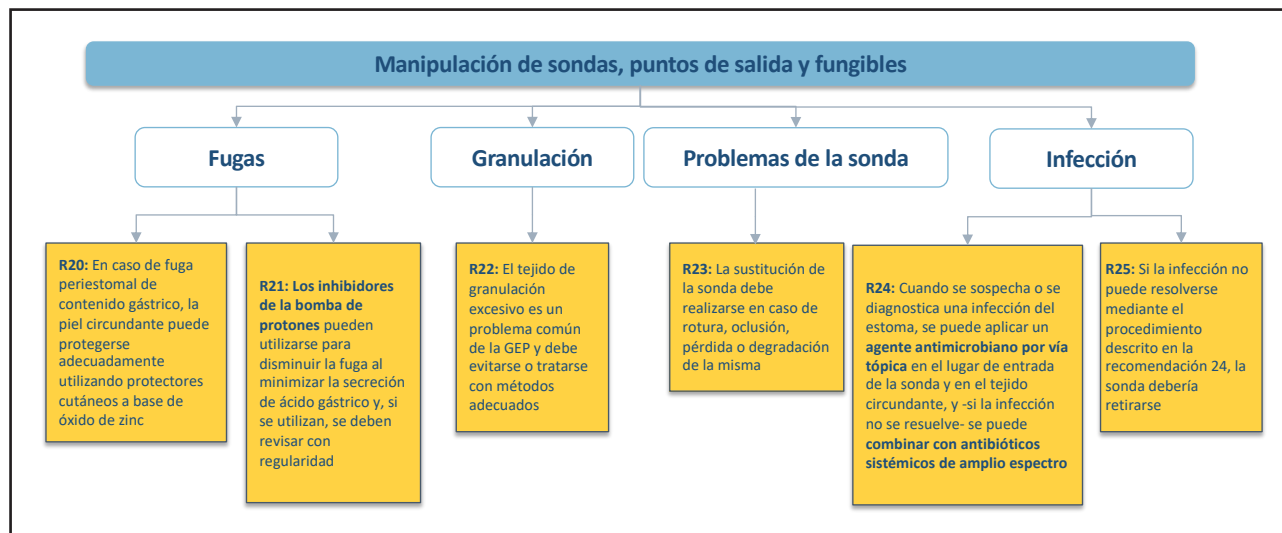 Manipulación de sondas, puntos de salida y fungibles
Fugas
Granulación
Problemas de la sonda
Infección
R20: En caso de fuga
periestomal de
contenido gástrico, la
piel circundante puede
protegerse
adecuadamente
utilizando protectores
cutáneos a base de
óxido de zinc
R21: Los inhibidores
de la bomba de
protones pueden
utilizarse para
disminuir la fuga al
minimizar la secreción
de ácido gástrico y, si
se utilizan, se deben
revisar con
regularidad
R22: El tejido de
granulación
excesivo es un
problema común
de la GEP y debe
evitarse o tratarse
con métodos
adecuados
R23: La sustitución de
la sonda debe
realizarse en caso de
rotura, oclusión,
pérdida o degradación
de la misma
R24: Cuando se sospecha o se
diagnostica una infección del
estoma, se puede aplicar un
agente antimicrobiano por vía
tópica en el lugar de entrada
de la sonda y en el tejido
circundante, y -si la infección
no se resuelve- se puede
combinar con antibióticos
sistémicos de amplio espectro
R25: Si la infección no
puede resolverse
mediante el
procedimiento
descrito en la
recomendación 24, la
sonda debería
retirarse